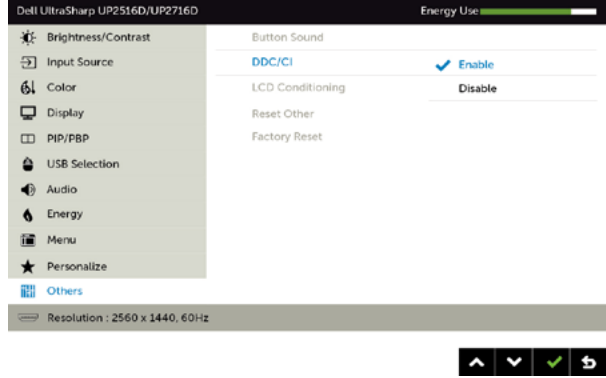 Dell UltraSharp UP2516D/UP2716D
Energy Use
Brightness/Contrast
Input Source
Color
Display
PIP/PBP
USB Selection
Audio
Energy
Menu
Personalize
Others
Button Sound
DDC/CI
LCD Conditioning
Reset Other
Factory Reset
Enable
Disable
Resolution : 2560 x 1440, 60Hz